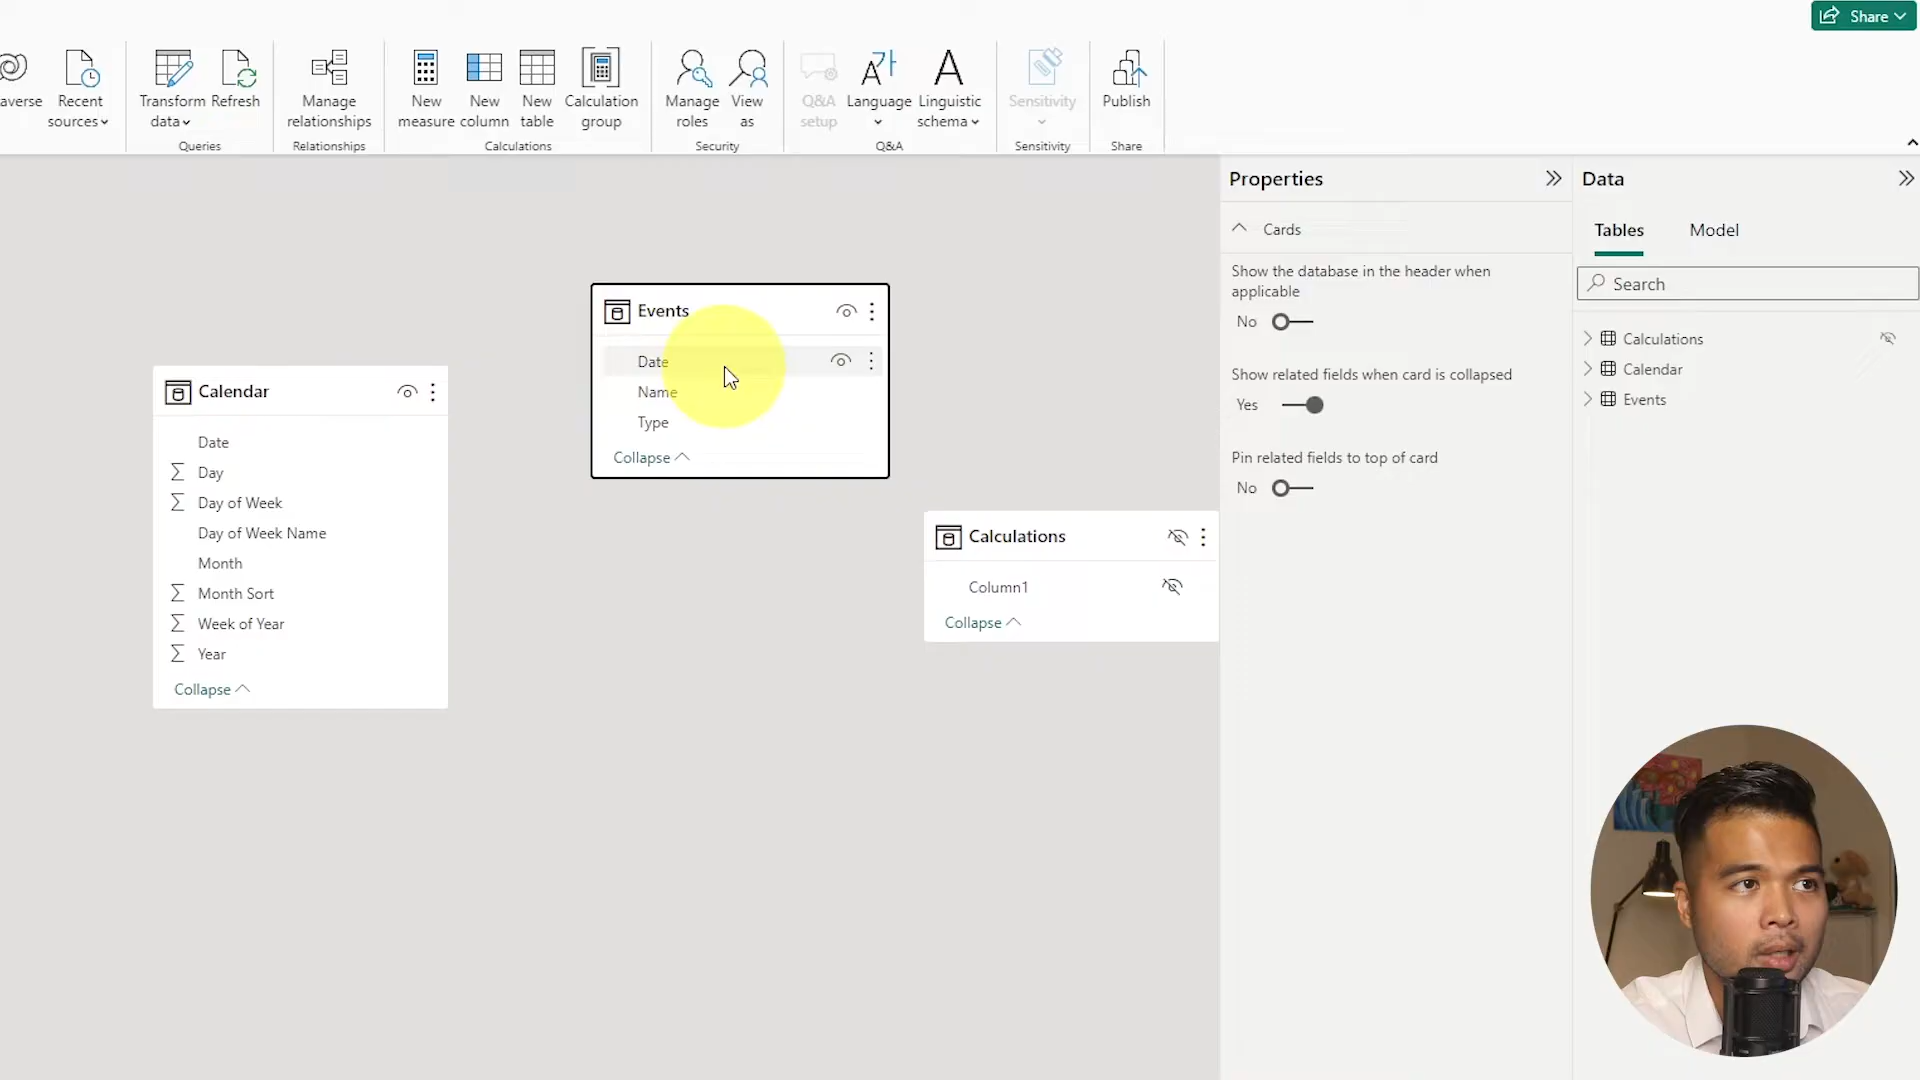 Share
averse
Recent
sources
Transform
data
Refresh
Manage
relationships
New
measure
New
column
New
table
Calculation
group
Manage
roles
View
as
Q&A
setup
Language
Linguistic
schema
Sensitivity
Publish
Queries
Relationships
Calculations
Security
Q&A
Sensitivity
Share
Properties
Data
Cards
Tables
Model
Show the database in the header when
applicable
No
Search
Show related fields when card is collapsed
Yes
Pin related fields to top of card
No
Calculations
Calendar
Events
Events
Date
Name
Type
Collapse
Calendar
Date
Day
Day of Week
Day of Week Name
Month
Month Sort
Week of Year
Year
Collapse
Calculations
Column1
Collapse